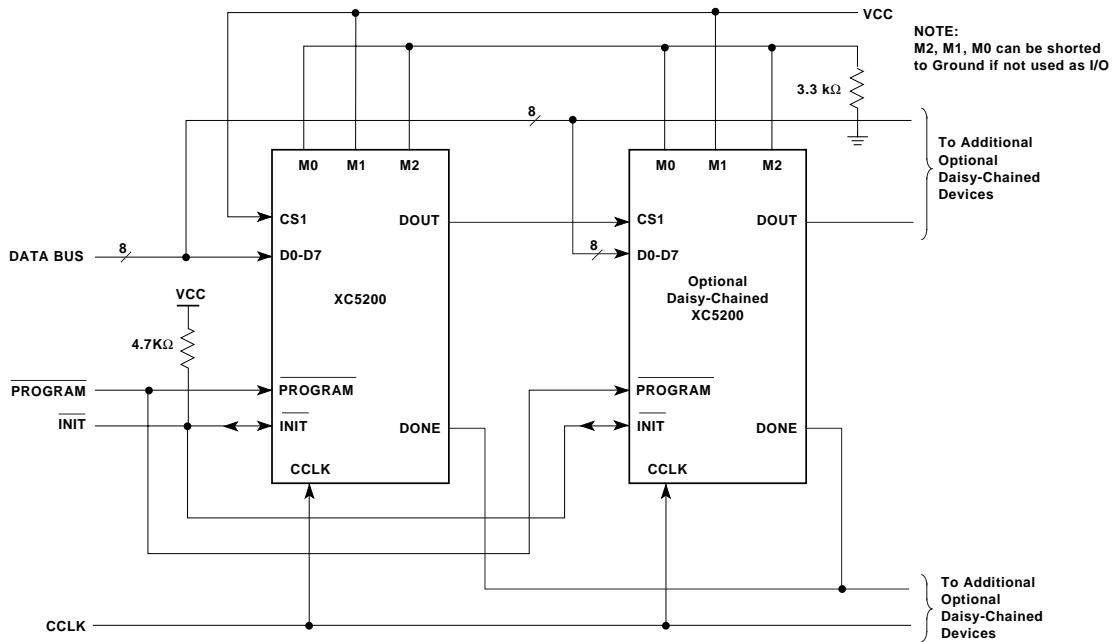 VCC
NOTE:
M2, M1, M0 can be shorted
to Ground if not used as I/O
3.3 kΩ
8
M0 M1 M2
M0 M1 M2
To Additional
Optional
Daisy-Chained
Devices
CS1
DOUT
CS1
DOUT
DATA BUS
8
D0-D7
8
D0-D7
VCC
XC5200
Optional
Daisy-Chained
XC5200
4.7KΩ
PROGRAM
PROGRAM
PROGRAM
INIT
INIT
DONE
INIT
DONE
CCLK
CCLK
To Additional
Optional
Daisy-Chained
Devices
CCLK